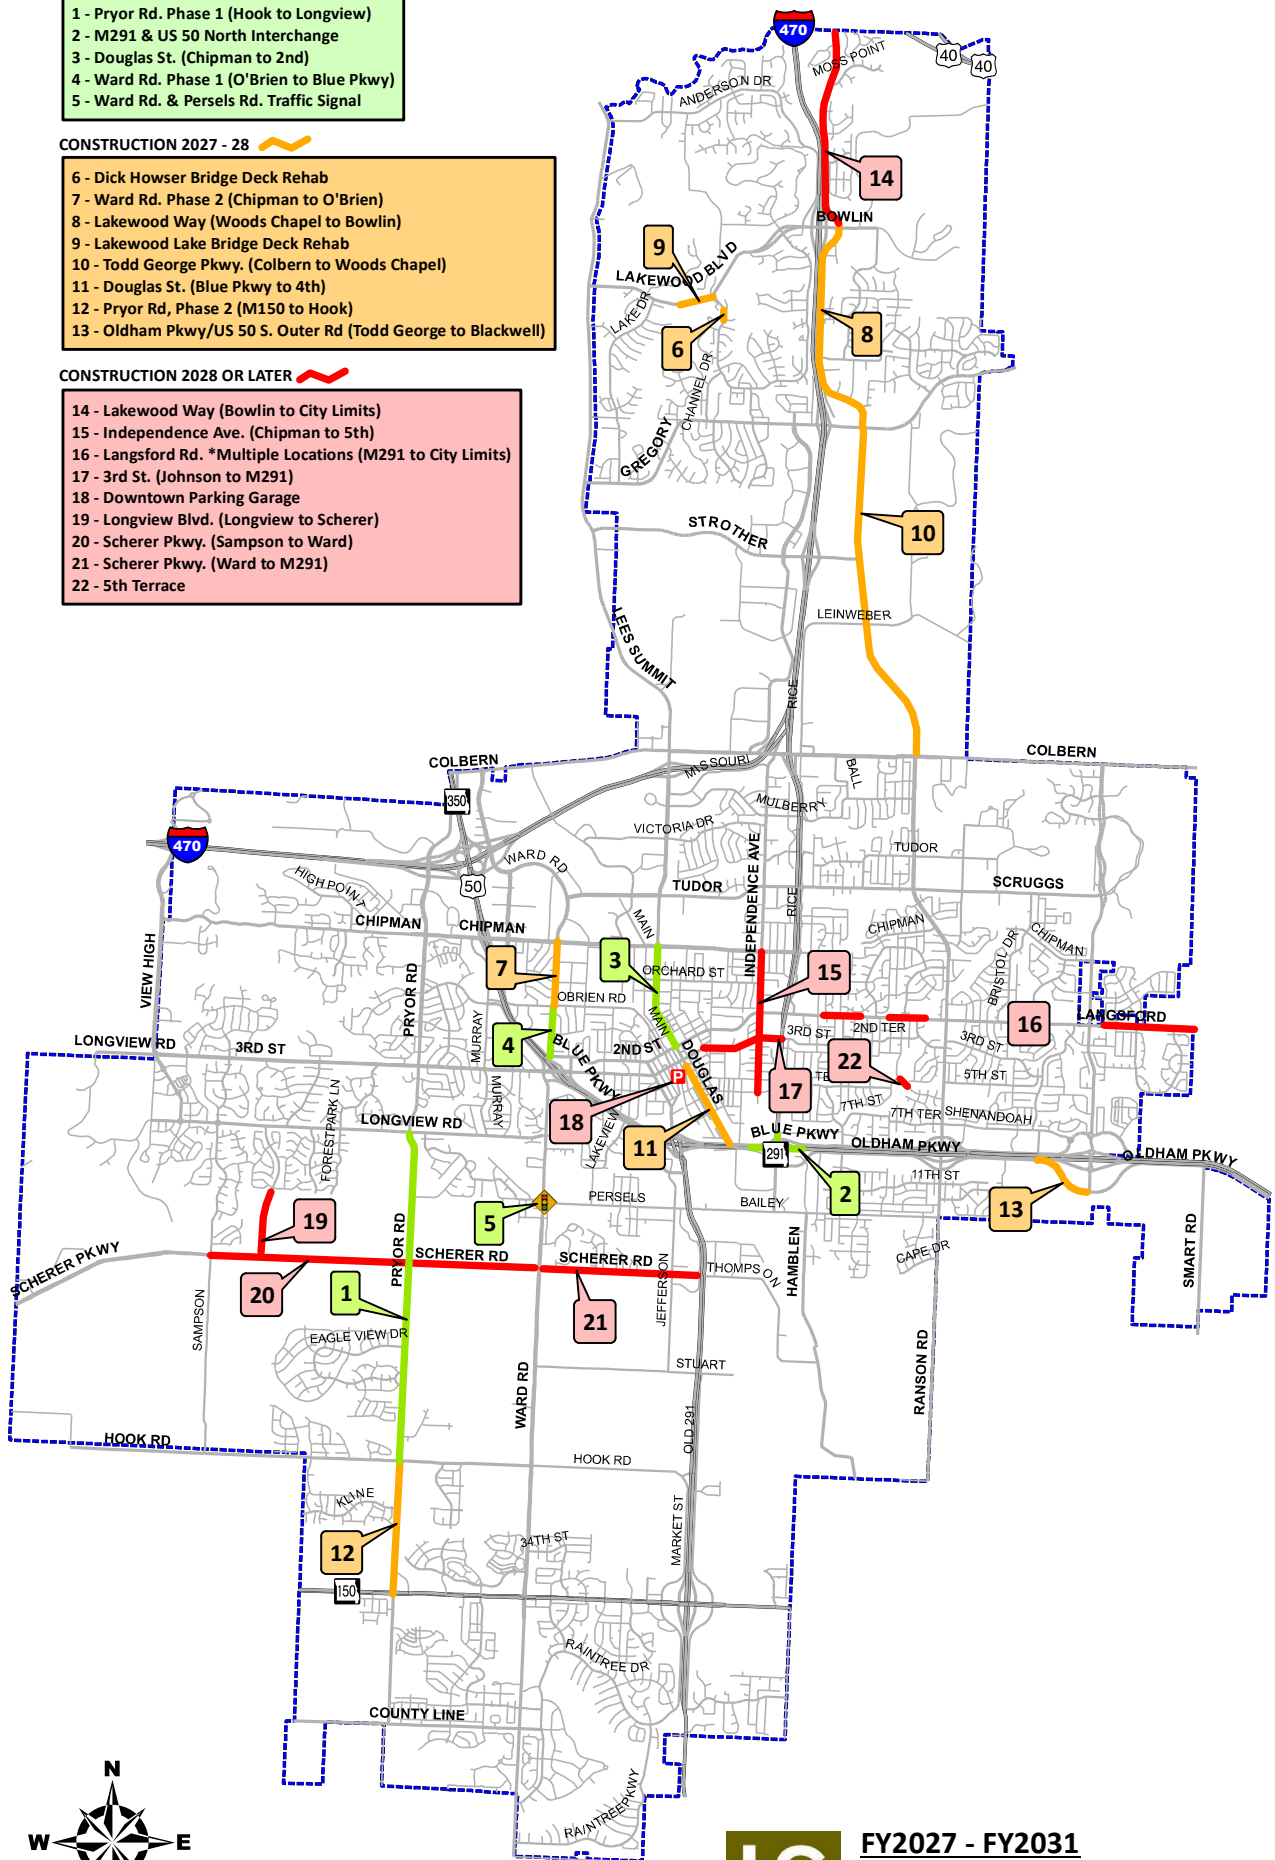 1 - Pryor Rd. Phase 1 (Hook to Longview)
2 - M291 & US 50 North Interchange
3 - Douglas St. (Chipman to 2nd)
4 - Ward Rd. Phase 1 (O'Brien to Blue Pkwy)
5 - Ward Rd. & Persels Rd. Traffic Signal
CONSTRUCTION 2027 - 28
6 - Dick Howser Bridge Deck Rehab
7 - Ward Rd. Phase 2 (Chipman to O'Brien)
8 - Lakewood Way (Woods Chapel to Bowlin)
9 - Lakewood Lake Bridge Deck Rehab
10 - Todd George Pkwy. (Colbern to Woods Chapel)
11 - Douglas St. (Blue Pkwy to 4th)
12 - Pryor Rd, Phase 2 (M150 to Hook)
13 - Oldham Pkwy/US 50 S. Outer Rd (Todd George to Blackwell)
CONSTRUCTION 2028 OR LATER
14 - Lakewood Way (Bowlin to City Limits)
15 - Independence Ave. (Chipman to 5th)
16 - Langsford Rd. *Multiple Locations (M291 to City Limits)
17 - 3rd St. (Johnson to M291)
18 - Downtown Parking Garage
19 - Longview Blvd. (Longview to Scherer)
20 - Scherer Pkwy. (Sampson to Ward)
21 - Scherer Pkwy. (Ward to M291)
22 - 5th Terrace
470
40
40
MOSS POINT
ANDERSON DR
14
BOWLIN
9
LAKEWOOD BLVD
LAKE DR
6
8
CHANNEL DR
GREGORY
STROTHER
10
LEINWEBER
LEES SUMMIT
RICE
COLBERN
COLBERN
MISSOURI
BALL
350
MULBERRY
VICTORIA DR
470
INDEPENDENCE AVE
TUDOR
WARD RD
50
HIGH POINT
TUDOR
SCRUGGS
RICE
CHIPMAN
CHIPMAN
MAIN
CHIPMAN
CHIPMAN
BRISTOL DR
VIEW HIGH
PRYOR RD
7
3
ORCHARD ST
15
OBRIEN RD
MAIN
16
LANGSFORD
MURRAY
4
BLUE PKWY
2ND ST
DOUGLAS
3RD ST
2ND TER
3RD ST
LONGVIEW RD
3RD ST
22
5TH ST
P
TE
17
FORESTPARK LN
MURRAY
18
7TH ST
7TH TER
SHENANDOAH
LONGVIEW RD
LAKEVIEW
11
BLUE PKWY
291
OLDHAM PKWY
OLDHAM PKWY
11TH ST
2
13
PERSELS
BAILEY
5
19
PRYOR RD
SCHERER PKWY
SCHERER RD
SCHERER RD
HAMBLEN
CAPE DR
SMART RD
THOMPSON
20
1
21
JEFFERSON
SAMPSON
EAGLE VIEW DR
STUART
RANSON RD
WARD RD
OLD 291
HOOK RD
HOOK RD
KLINE
MARKET ST
34TH ST
12
150
RAINTREE DR
COUNTY LINE
RAINTREE PKWY
N
W
E
LS
FY2027 - FY2031